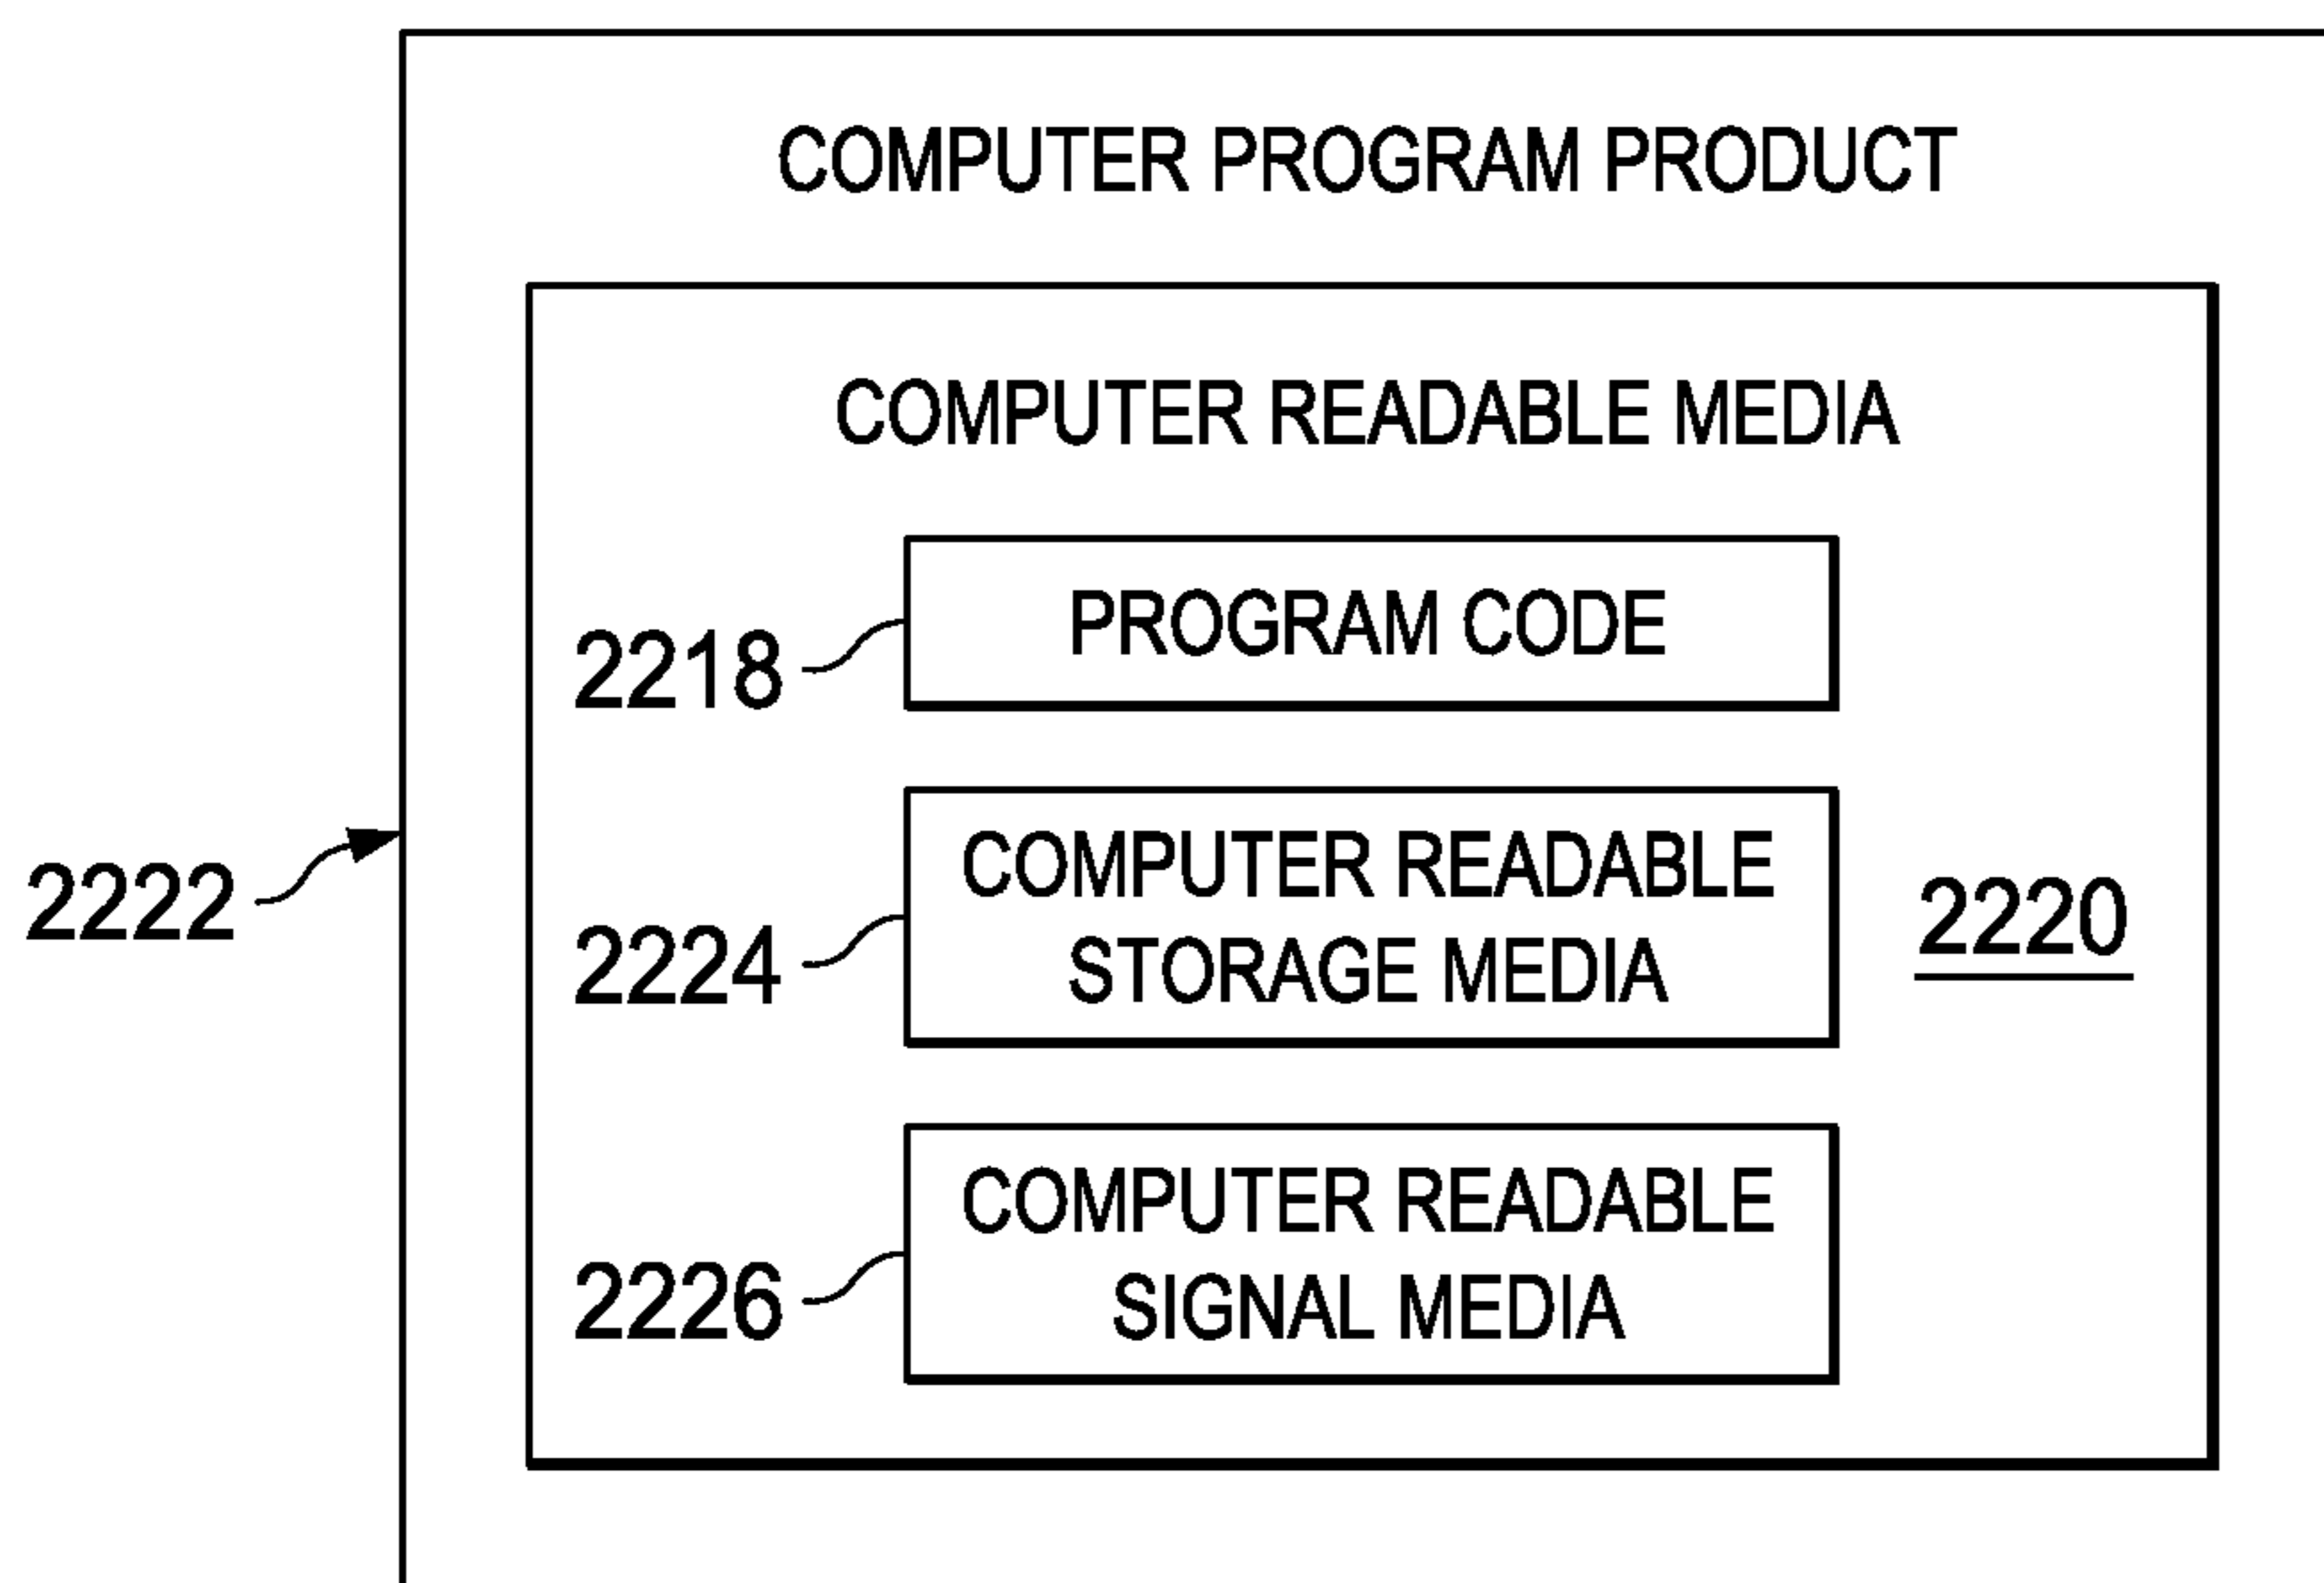 COMPUTER PROGRAM PRODUCT
COMPUTER READABLE MEDIA
PROGRAM CODE
2218
COMPUTER READABLE
STORAGE MEDIA
2224
2222
2220
COMPUTER READABLE
SIGNAL MEDIA
2226